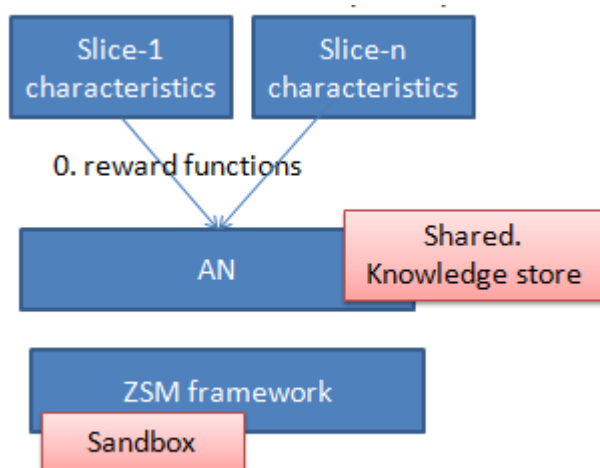 Slice-1
characteristics
Slice-n
characteristics
0. reward functions
AN
Shared.
Knowledge store
ZSM framework
Sandbox